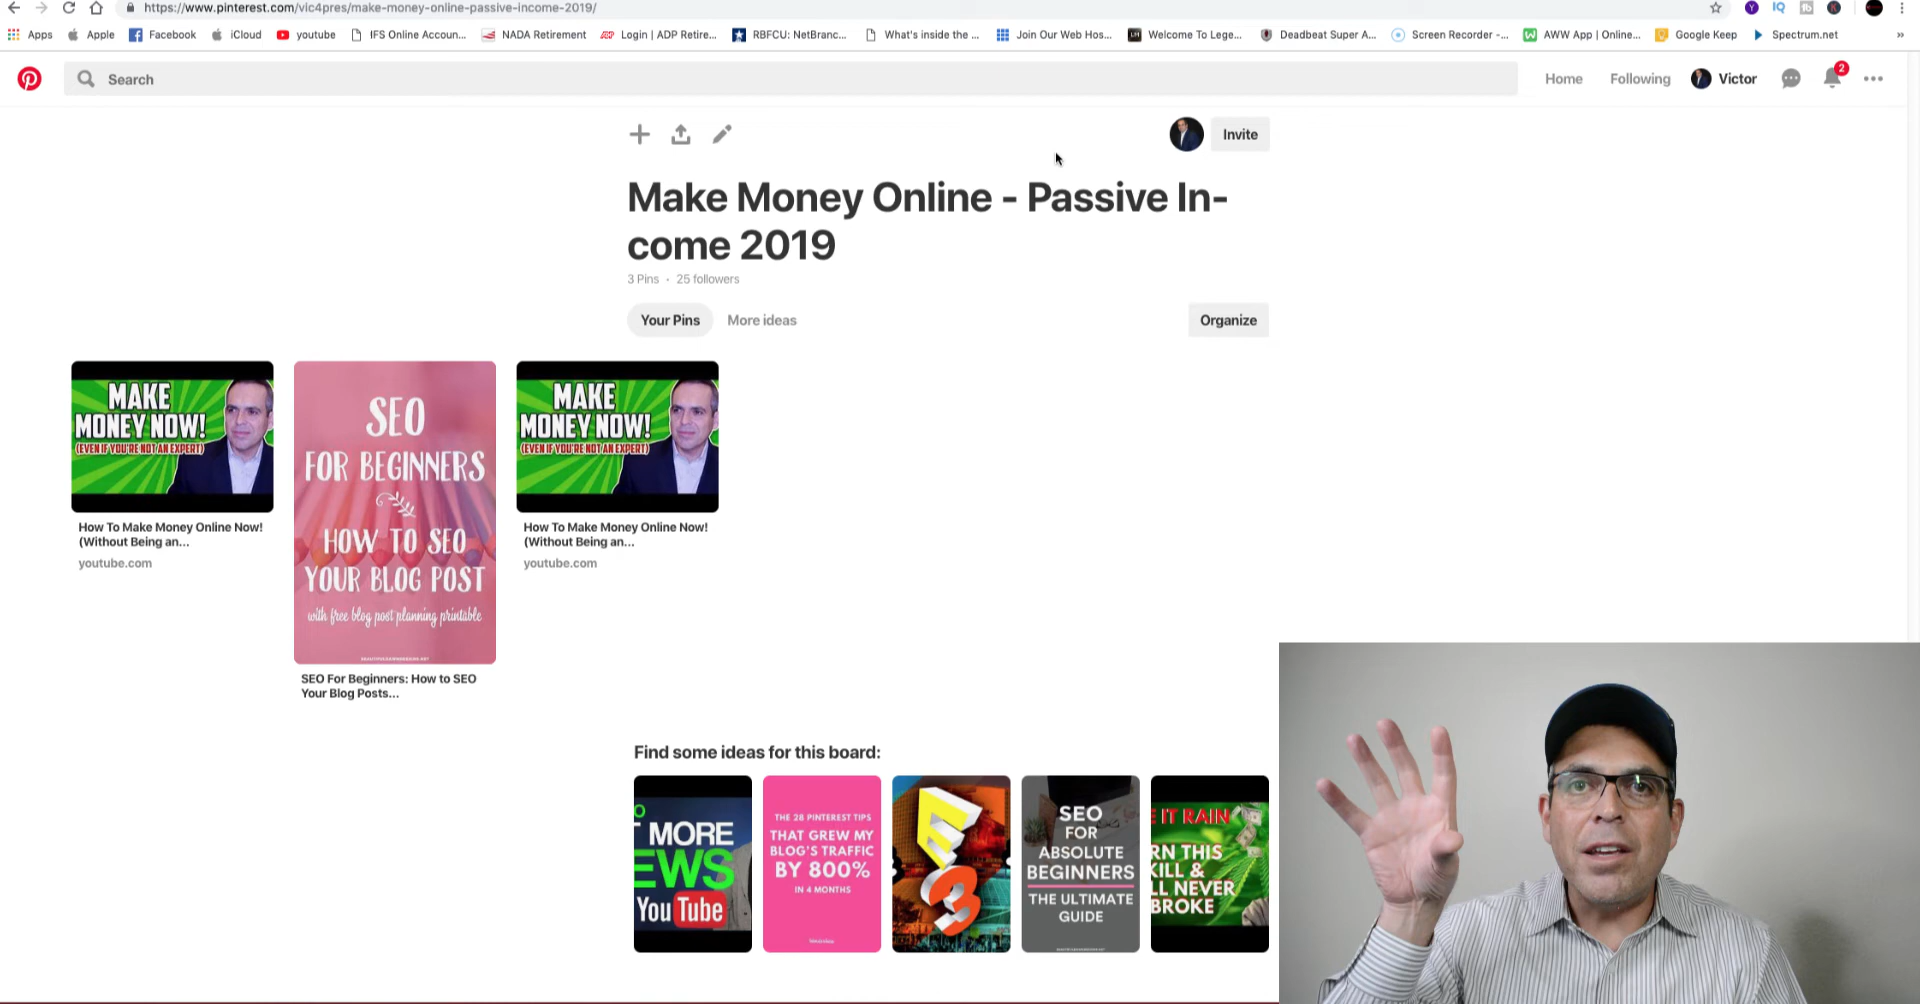 https://www.pinterest.com/vic4pres/make-money-online-passive-income-2019/
Apps Apple Facebook iCloud youtube IFS Online Accoun... NADA Retirement Login | ADP Retire... RBFCU: NetBranc... What's inside the ... Join Our Web Hos... Welcome To Lege... Deadbeat Super A... Screen Recorder -... AWW App | Online... Google Keep Spectrum.net »
Search
Home Following Victor 2
Invite
Make Money Online - Passive In-
come 2019
3 Pins · 25 followers
Your Pins More ideas Organize
MAKE
MONEY NOW!
(EVEN IF YOU'RE NOT AN EXPERT)
How To Make Money Online Now!
(Without Being an...
youtube.com
SEO
FOR BEGINNERS
HOW TO SEO
YOUR BLOG POST
with free blog post planning printable
SEO For Beginners: How to SEO
Your Blog Posts...
MAKE
MONEY NOW!
(EVEN IF YOU'RE NOT AN EXPERT)
How To Make Money Online Now!
(Without Being an...
youtube.com
Find some ideas for this board:
MORE
EWS
YouTube
THE 28 PINTEREST TIPS
THAT GREW MY
BLOG'S TRAFFIC
BY 800%
IN 4 MONTHS
E3
SEO
FOR
ABSOLUTE
BEGINNERS
THE ULTIMATE
GUIDE
E IT RAIN
RN THIS
KILL &
LL NEVER
BROKE